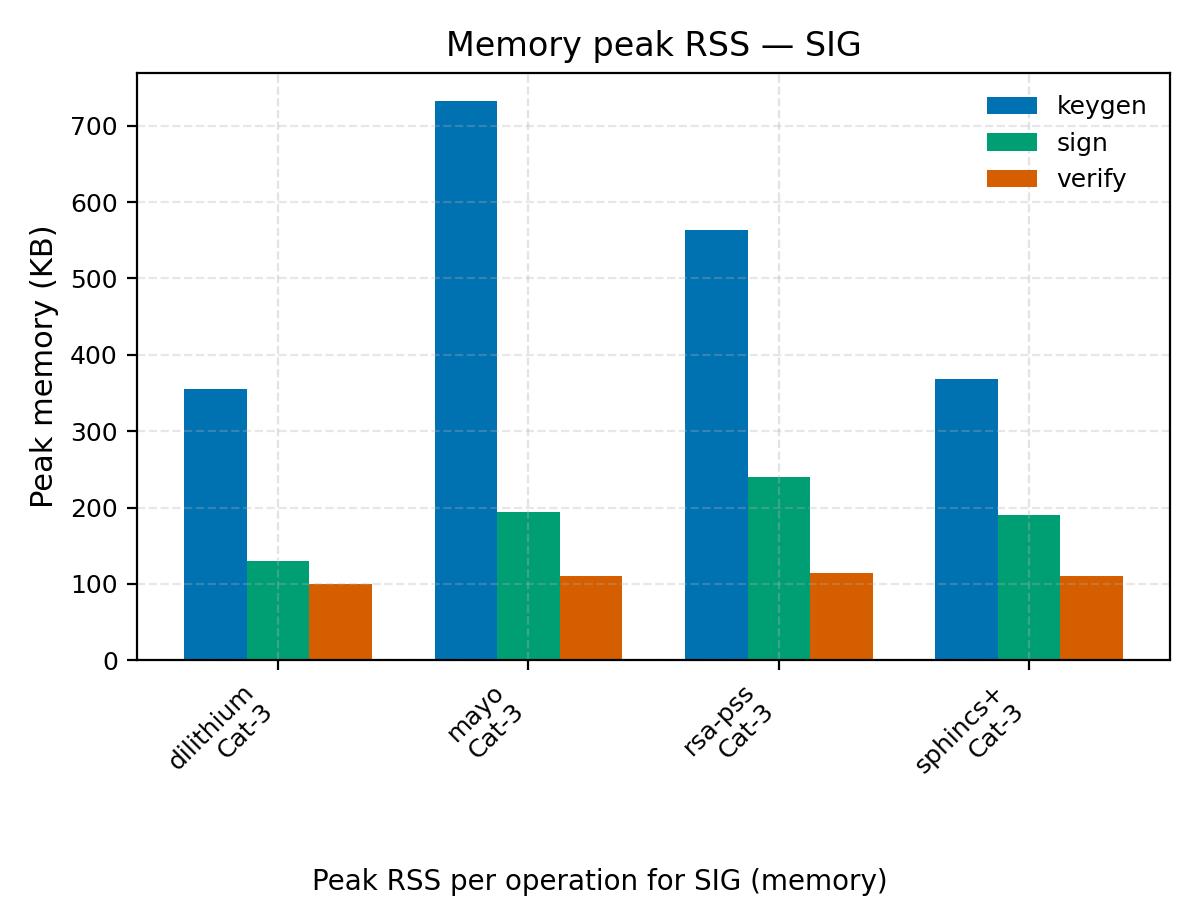 Memory peak RSS — SIG
Peak memory (KB)
700
600
500
400
300
200
100
0
keygen
sign
verify
dilithium
Cat-3
mayo
Cat-3
rsa-pss
Cat-3
sphincs+
Cat-3
Peak RSS per operation for SIG (memory)